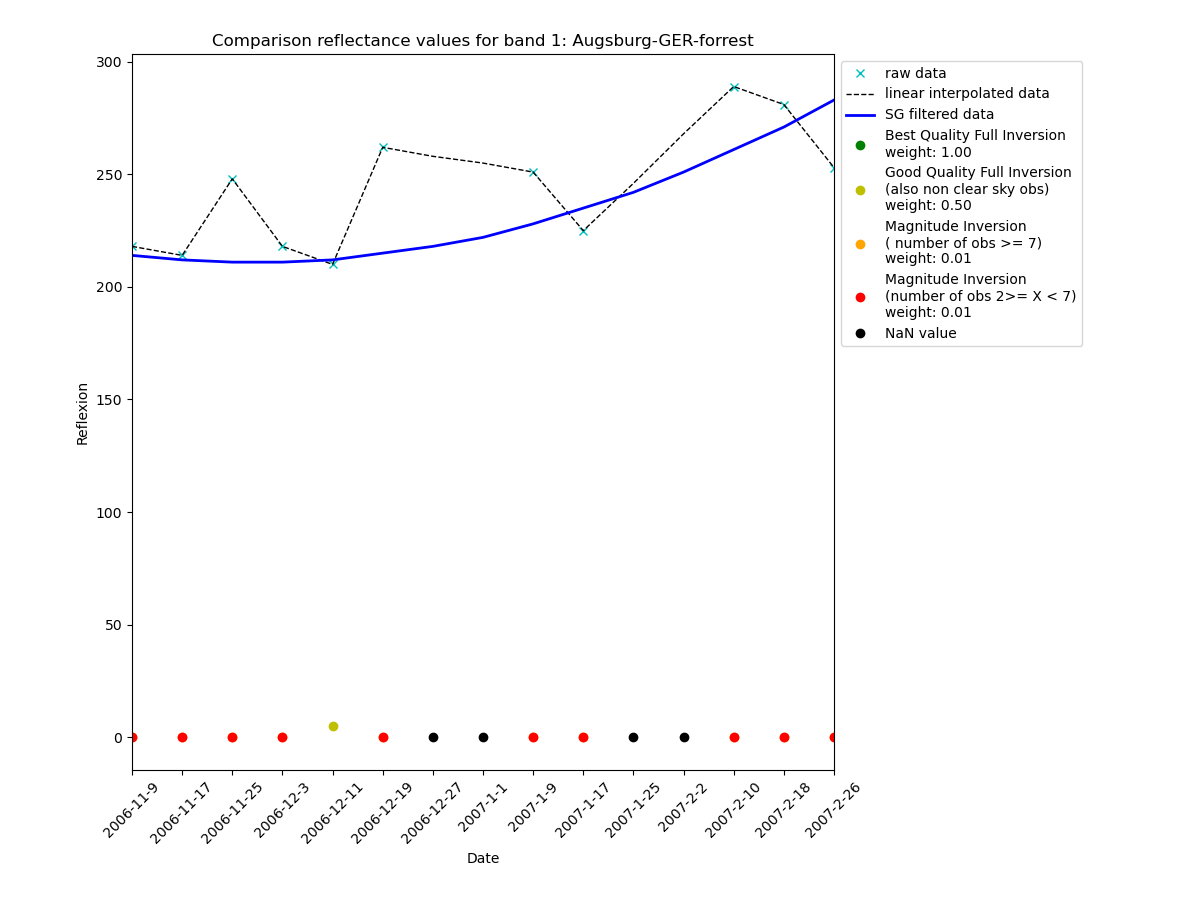 Comparison reflectance values for band 1: Augsburg-GER-forrest
300
250
200
150
100
50
0
Reflexion
2006-11-9
2006-11-17
2006-11-25
2006-12-3
2006-12-11
2006-12-19
2006-12-27
2007-1-1
2007-1-9
2007-1-17
2007-1-25
2007-2-2
2007-2-10
2007-2-18
2007-2-26
Date
raw data
linear interpolated data
SG filtered data
Best Quality Full Inversion
weight: 1.00
Good Quality Full Inversion
(also non clear sky obs)
weight: 0.50
Magnitude Inversion
( number of obs >= 7)
weight: 0.01
Magnitude Inversion
(number of obs 2>= X < 7)
weight: 0.01
NaN value